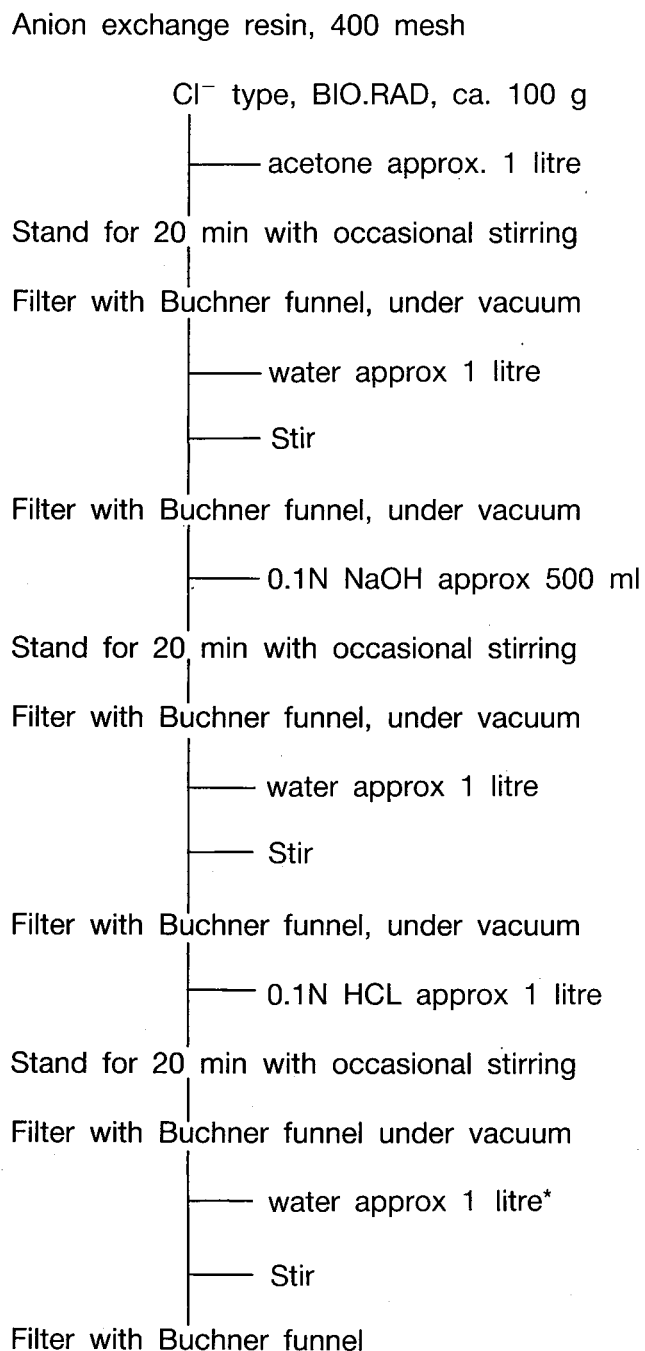 Anion exchange resin, 400 mesh
Cl⁻ type, BIO.RAD, ca. 100 g
acetone approx. 1 litre
Stand for 20 min with occasional stirring
Filter with Buchner funnel, under vacuum
water approx 1 litre
Stir
Filter with Buchner funnel, under vacuum
0.1N NaOH approx 500 ml
Stand for 20 min with occasional stirring
Filter with Buchner funnel, under vacuum
water approx 1 litre
Stir
Filter with Buchner funnel, under vacuum
0.1N HCL approx 1 litre
Stand for 20 min with occasional stirring
Filter with Buchner funnel under vacuum
water approx 1 litre*
Stir
Filter with Buchner funnel